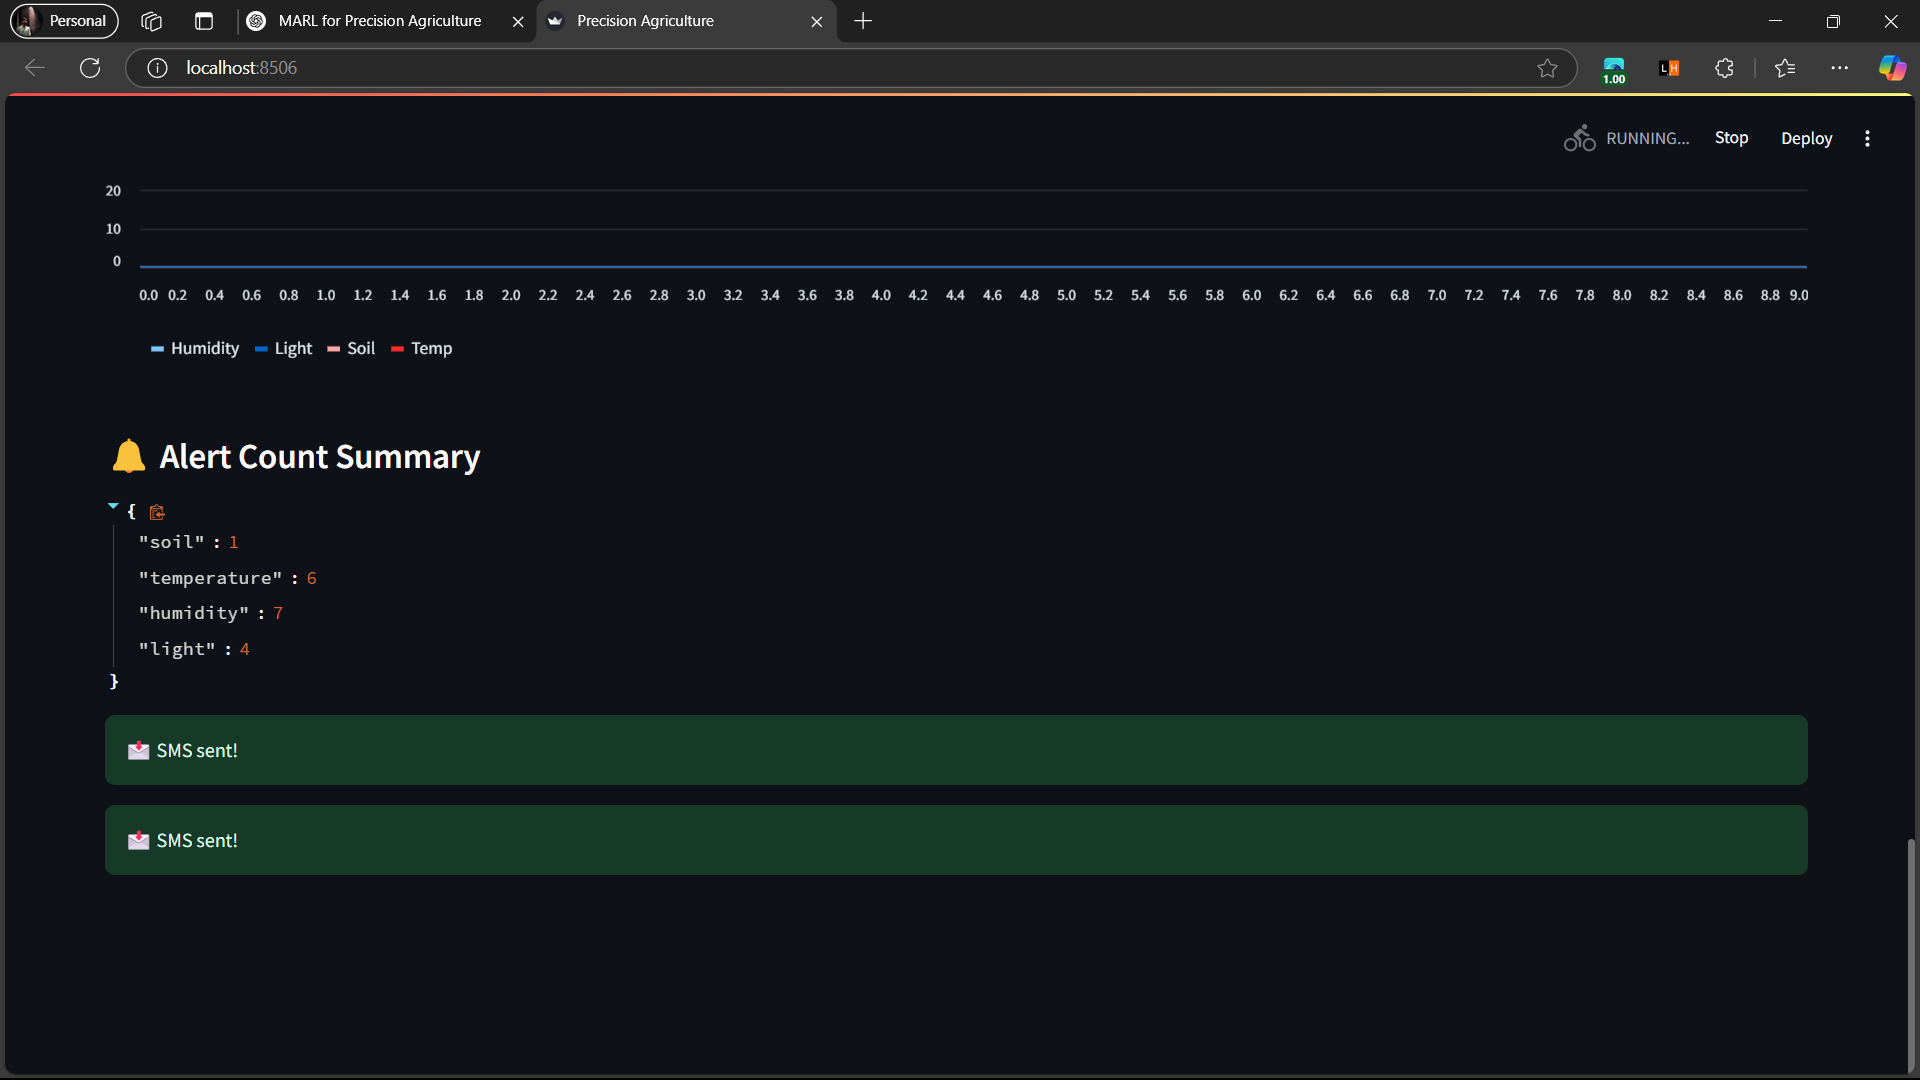 Personal
MARL for Precision Agriculture
Precision Agriculture
localhost:8506
1.00
LH
RUNNING...
Stop
Deploy
20
10
0
0.0 0.2 0.4 0.6 0.8 1.0 1.2 1.4 1.6 1.8 2.0 2.2 2.4 2.6 2.8 3.0 3.2 3.4 3.6 3.8 4.0 4.2 4.4 4.6 4.8 5.0 5.2 5.4 5.6 5.8 6.0 6.2 6.4 6.6 6.8 7.0 7.2 7.4 7.6 7.8 8.0 8.2 8.4 8.6 8.8 9.0
Humidity Light Soil Temp
🔔 Alert Count Summary
{
"soil" : 1
"temperature" : 6
"humidity" : 7
"light" : 4
}
📩 SMS sent!
📩 SMS sent!